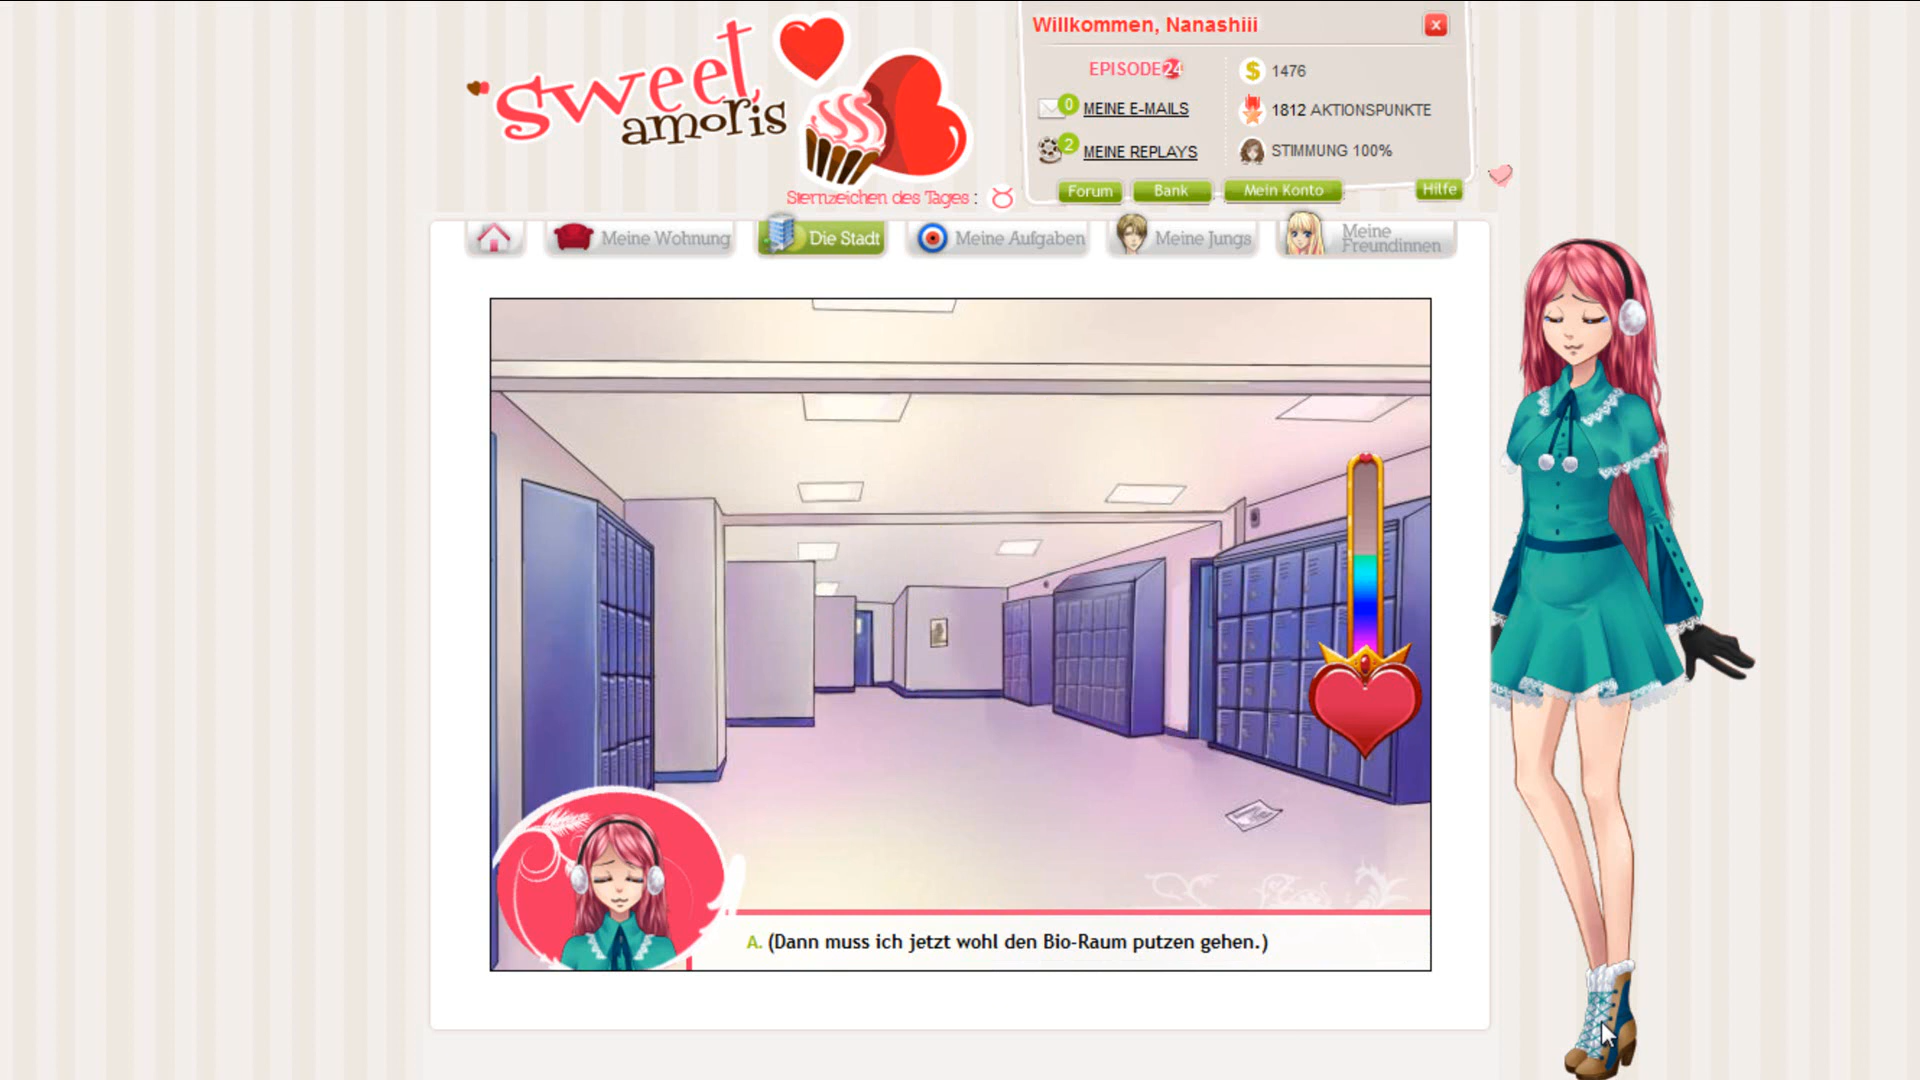 sweet
amoris
Sternzeichen des Tages :
Willkommen, Nanashiii
EPISODE 24
0 MEINE E-MAILS
2 MEINE REPLAYS
$ 1476
1812 AKTIONSPUNKTE
STIMMUNG 100%
Forum
Bank
Mein Konto
Hilfe
Meine Wohnung
Die Stadt
Meine Aufgaben
Meine Jungs
Meine
Freundinnen
A. (Dann muss ich jetzt wohl den Bio-Raum putzen gehen.)